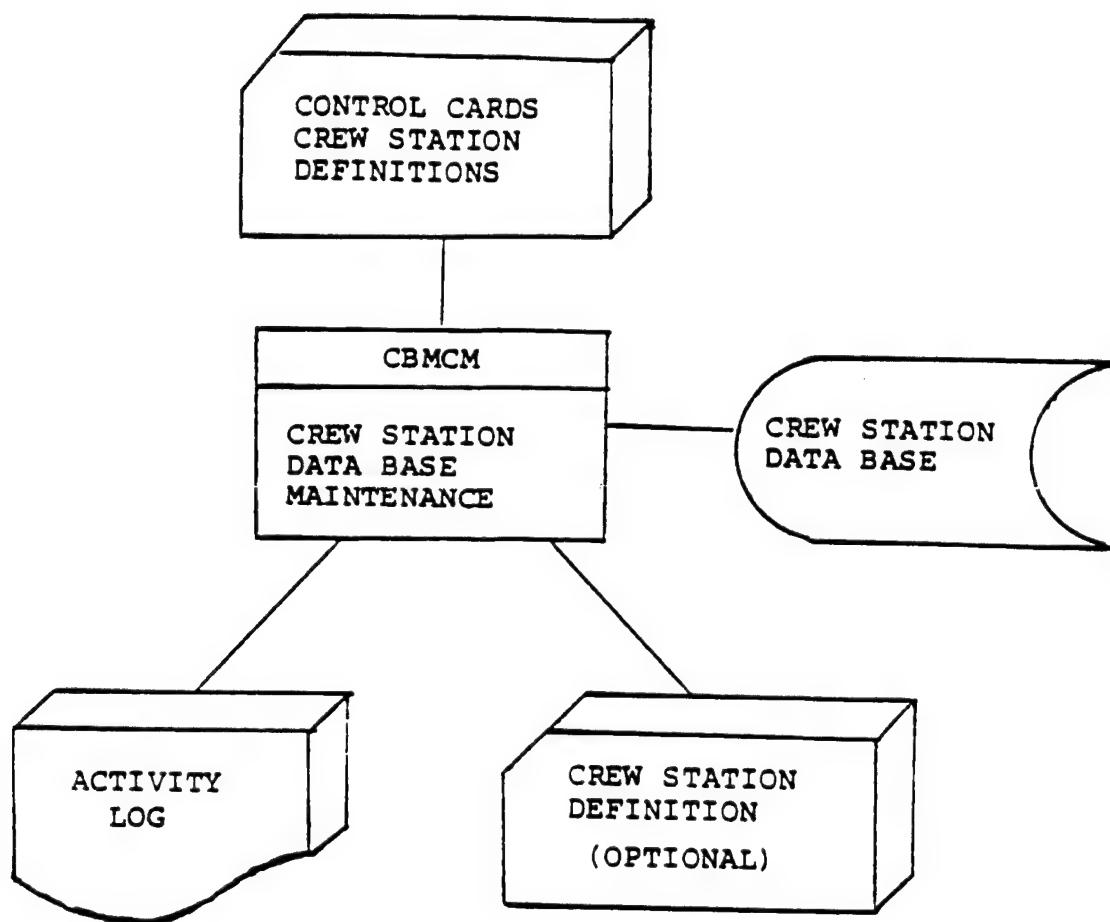 CONTROL CARDS
CREW STATION
DEFINITIONS
CBMCM
CREW STATION
DATA BASE
MAINTENANCE
CREW STATION
DATA BASE
ACTIVITY
LOG
CREW STATION
DEFINITION
(OPTIONAL)